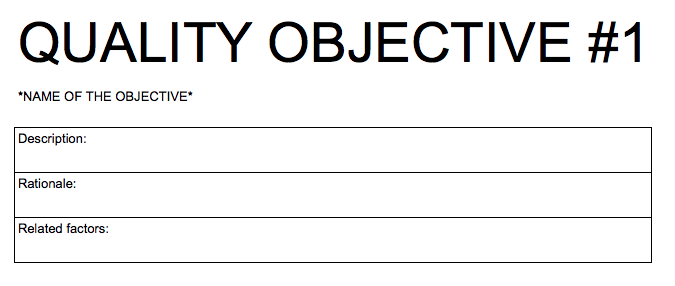 QUALITY OBJECTIVE #1
*NAME OF THE OBJECTIVE*
Description:
Rationale:
Related factors: